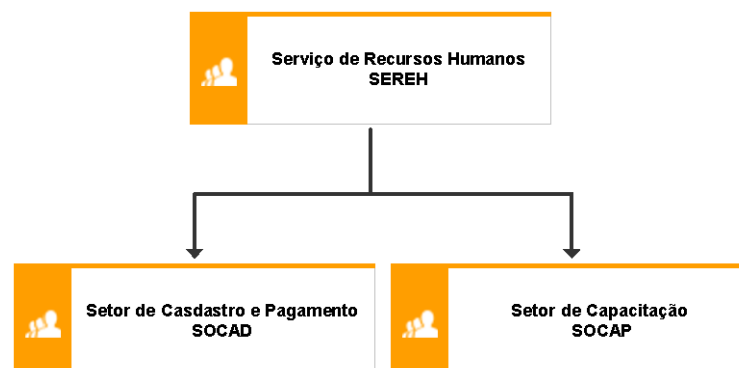 Serviço de Recursos Humanos
SEREH
Setor de Casdastro e Pagamento
SOCAD
Setor de Capacitação
SOCAP